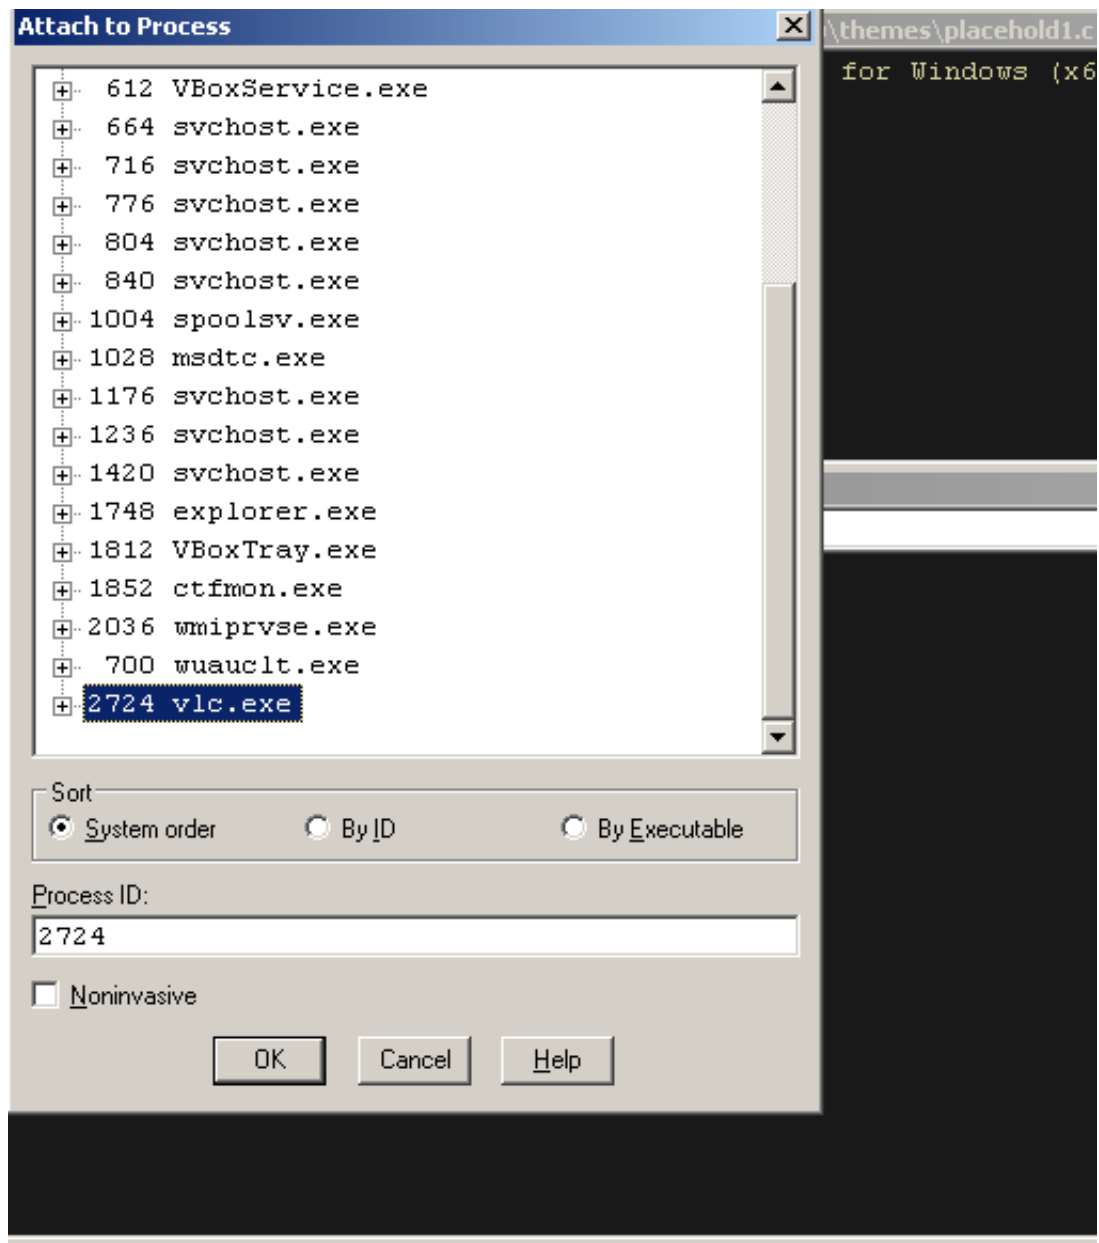 Attach to Process
\themes\placehold1.c
for Windows (x6
612 VBoxService.exe
664 svchost.exe
716 svchost.exe
776 svchost.exe
804 svchost.exe
840 svchost.exe
1004 spoolsv.exe
1028 msdtc.exe
1176 svchost.exe
1236 svchost.exe
1420 svchost.exe
1748 explorer.exe
1812 VBoxTray.exe
1852 ctfmon.exe
2036 wmiprvse.exe
700 wuauclt.exe
2724 vlc.exe
Sort
System order By ID By Executable
Process ID:
2724
Noninvasive
OK Cancel Help